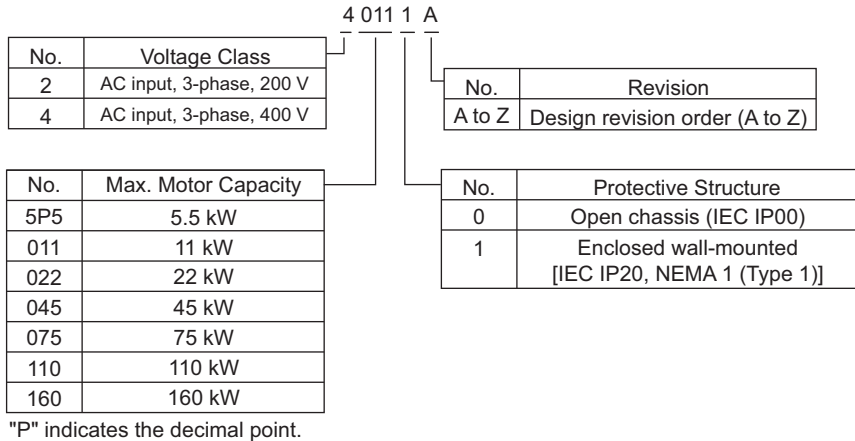 4 011 1 A
No. Voltage Class
2 AC input, 3-phase, 200 V
4 AC input, 3-phase, 400 V
No. Revision
A to Z Design revision order (A to Z)
No. Max. Motor Capacity
5P5 5.5 kW
011 11 kW
022 22 kW
045 45 kW
075 75 kW
110 110 kW
160 160 kW
"P" indicates the decimal point.
No. Protective Structure
0 Open chassis (IEC IP00)
1 Enclosed wall-mounted
[IEC IP20, NEMA 1 (Type 1)]